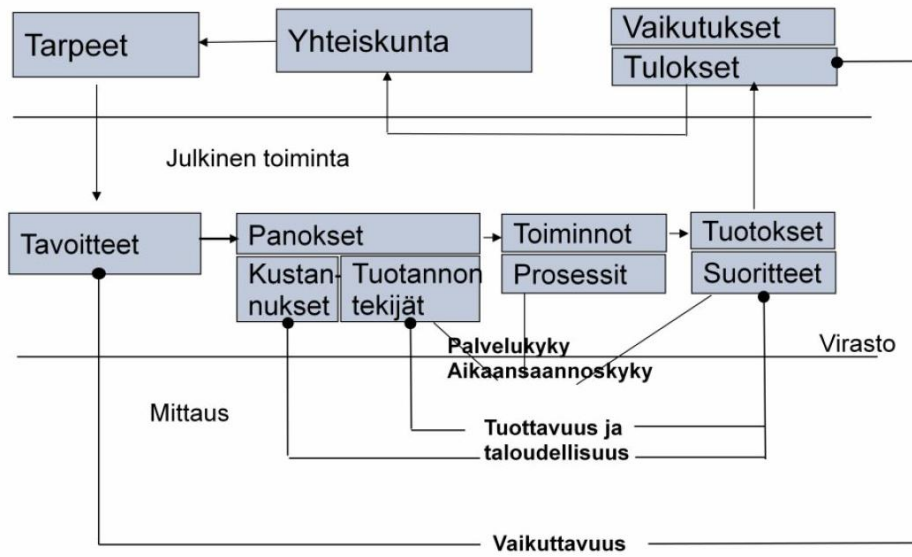 Tarpeet
Yhteiskunta
Vaikutukset
Tulokset
Julkinen toiminta
Tavoitteet
Panokset
Kustan-
nukset
Tuotannon
tekijät
Toiminnot
Prosessit
Tuotokset
Suoritteet
Palvelukyky
Aikaansaannoskyky
Virasto
Mittaus
Tuottavuus ja
taloudellisuus
Vaikuttavuus